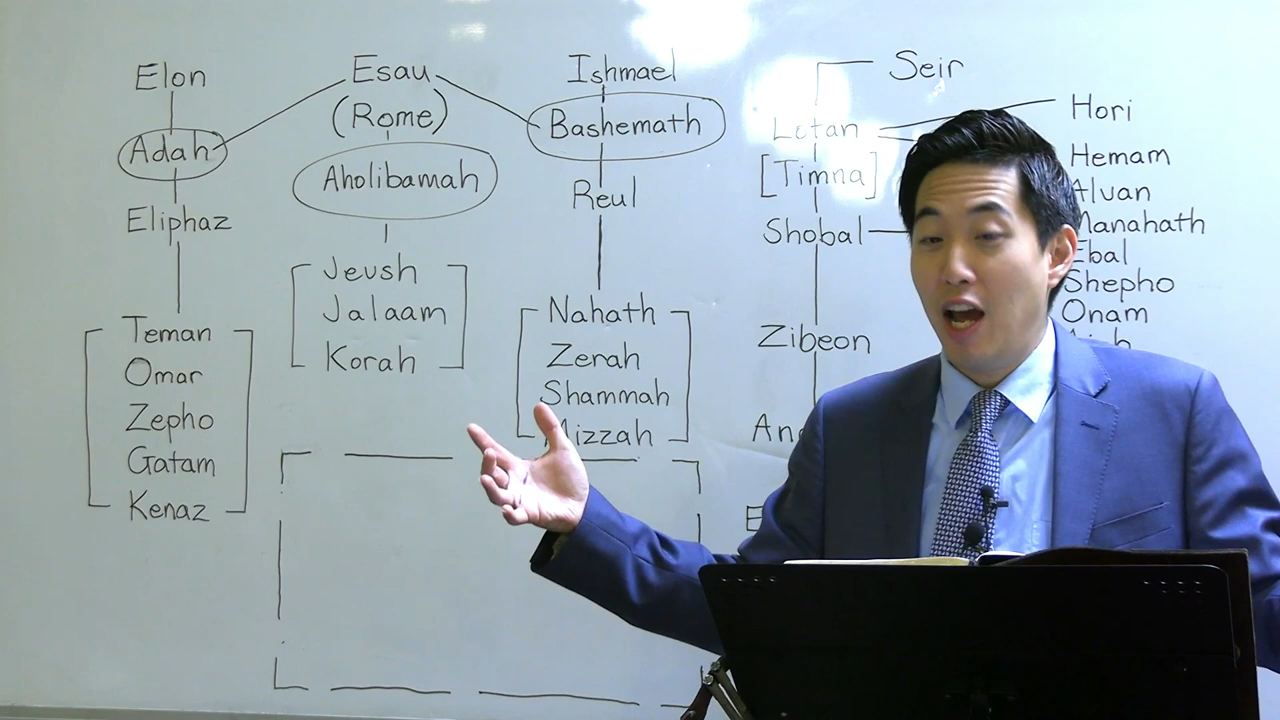 Elon
Esau
(Rome)
Ishmael
Seir
Adah
Aholibamah
Bashemath
Lotan
[Timna]
Hori
Hemam
Eliphaz
Reul
Shobal
Alvan
Manahath
Ebal
Shepho
Onam
Jeush
Jalaam
Korah
Teman
Omar
Zepho
Gatam
Kenaz
Nahath
Zerah
Shammah
Mizzah
Zibeon